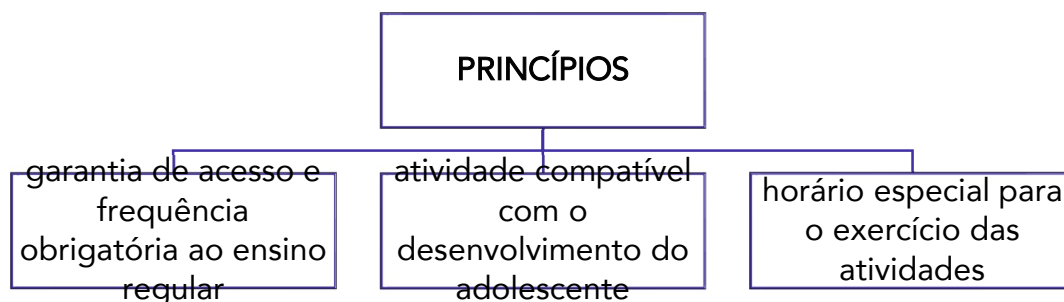 PRINCÍPIOS
garantia de acesso e
frequência
obrigatória ao ensino
regular
atividade compatível
com o
desenvolvimento do
adolescente
horário especial para
o exercício das
atividades